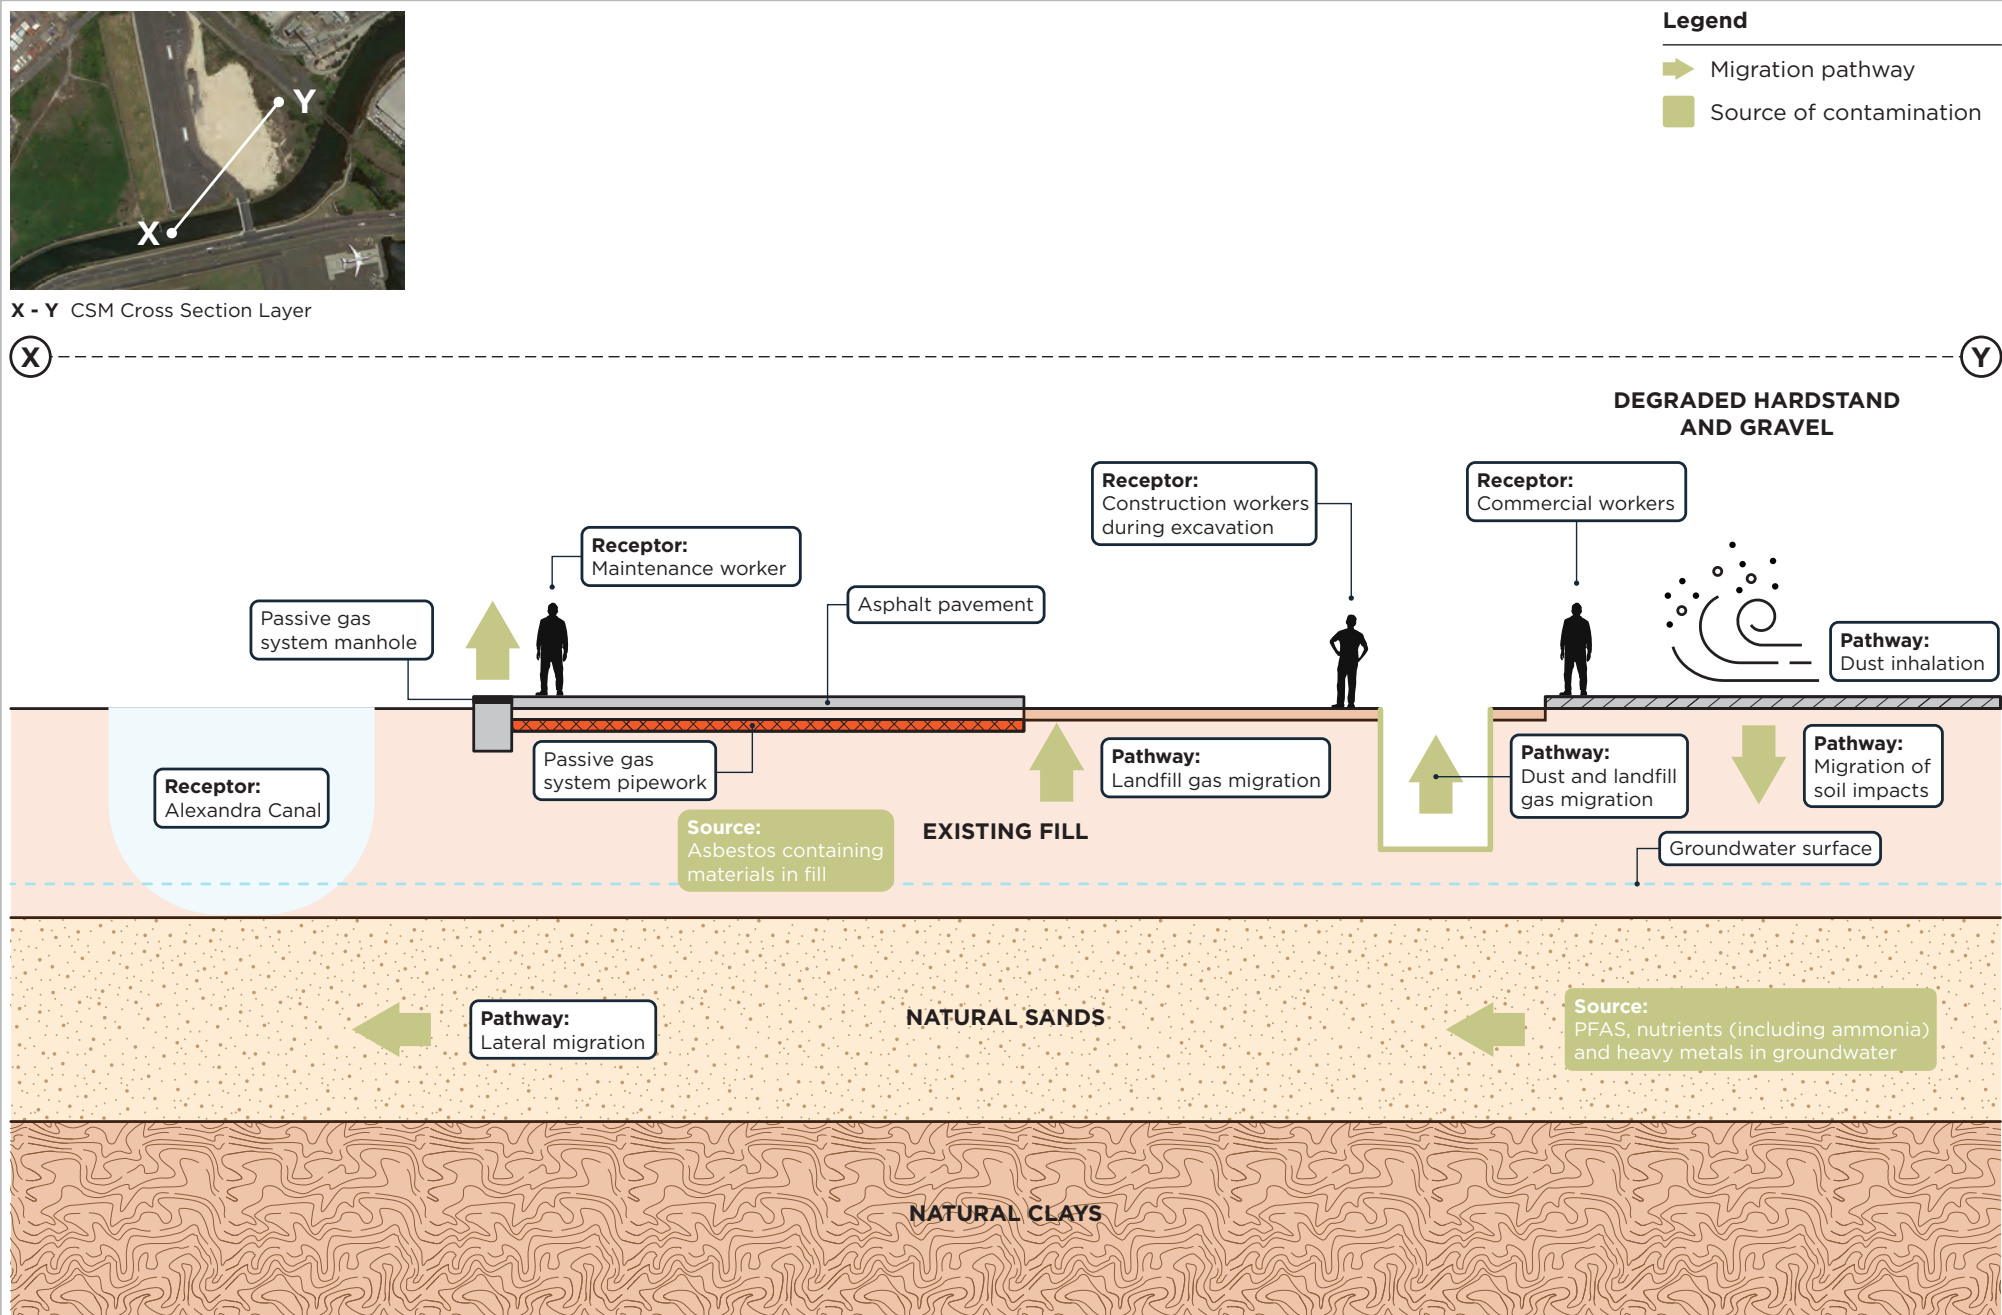 Legend
Migration pathway
Source of contamination
Y
X
X - Y CSM Cross Section Layer
X
Y
DEGRADED HARDSTAND
AND GRAVEL
Receptor:
Construction workers
during excavation
Receptor:
Commercial workers
Receptor:
Maintenance worker
Passive gas
system manhole
Asphalt pavement
Pathway:
Dust inhalation
Receptor:
Alexandra Canal
Passive gas
system pipework
Pathway:
Landfill gas migration
Pathway:
Dust and landfill
gas migration
Pathway:
Migration of
soil impacts
Source:
Asbestos containing
materials in fill
EXISTING FILL
Groundwater surface
Pathway:
Lateral migration
NATURAL SANDS
Source:
PFAS, nutrients (including ammonia)
and heavy metals in groundwater
NATURAL CLAYS